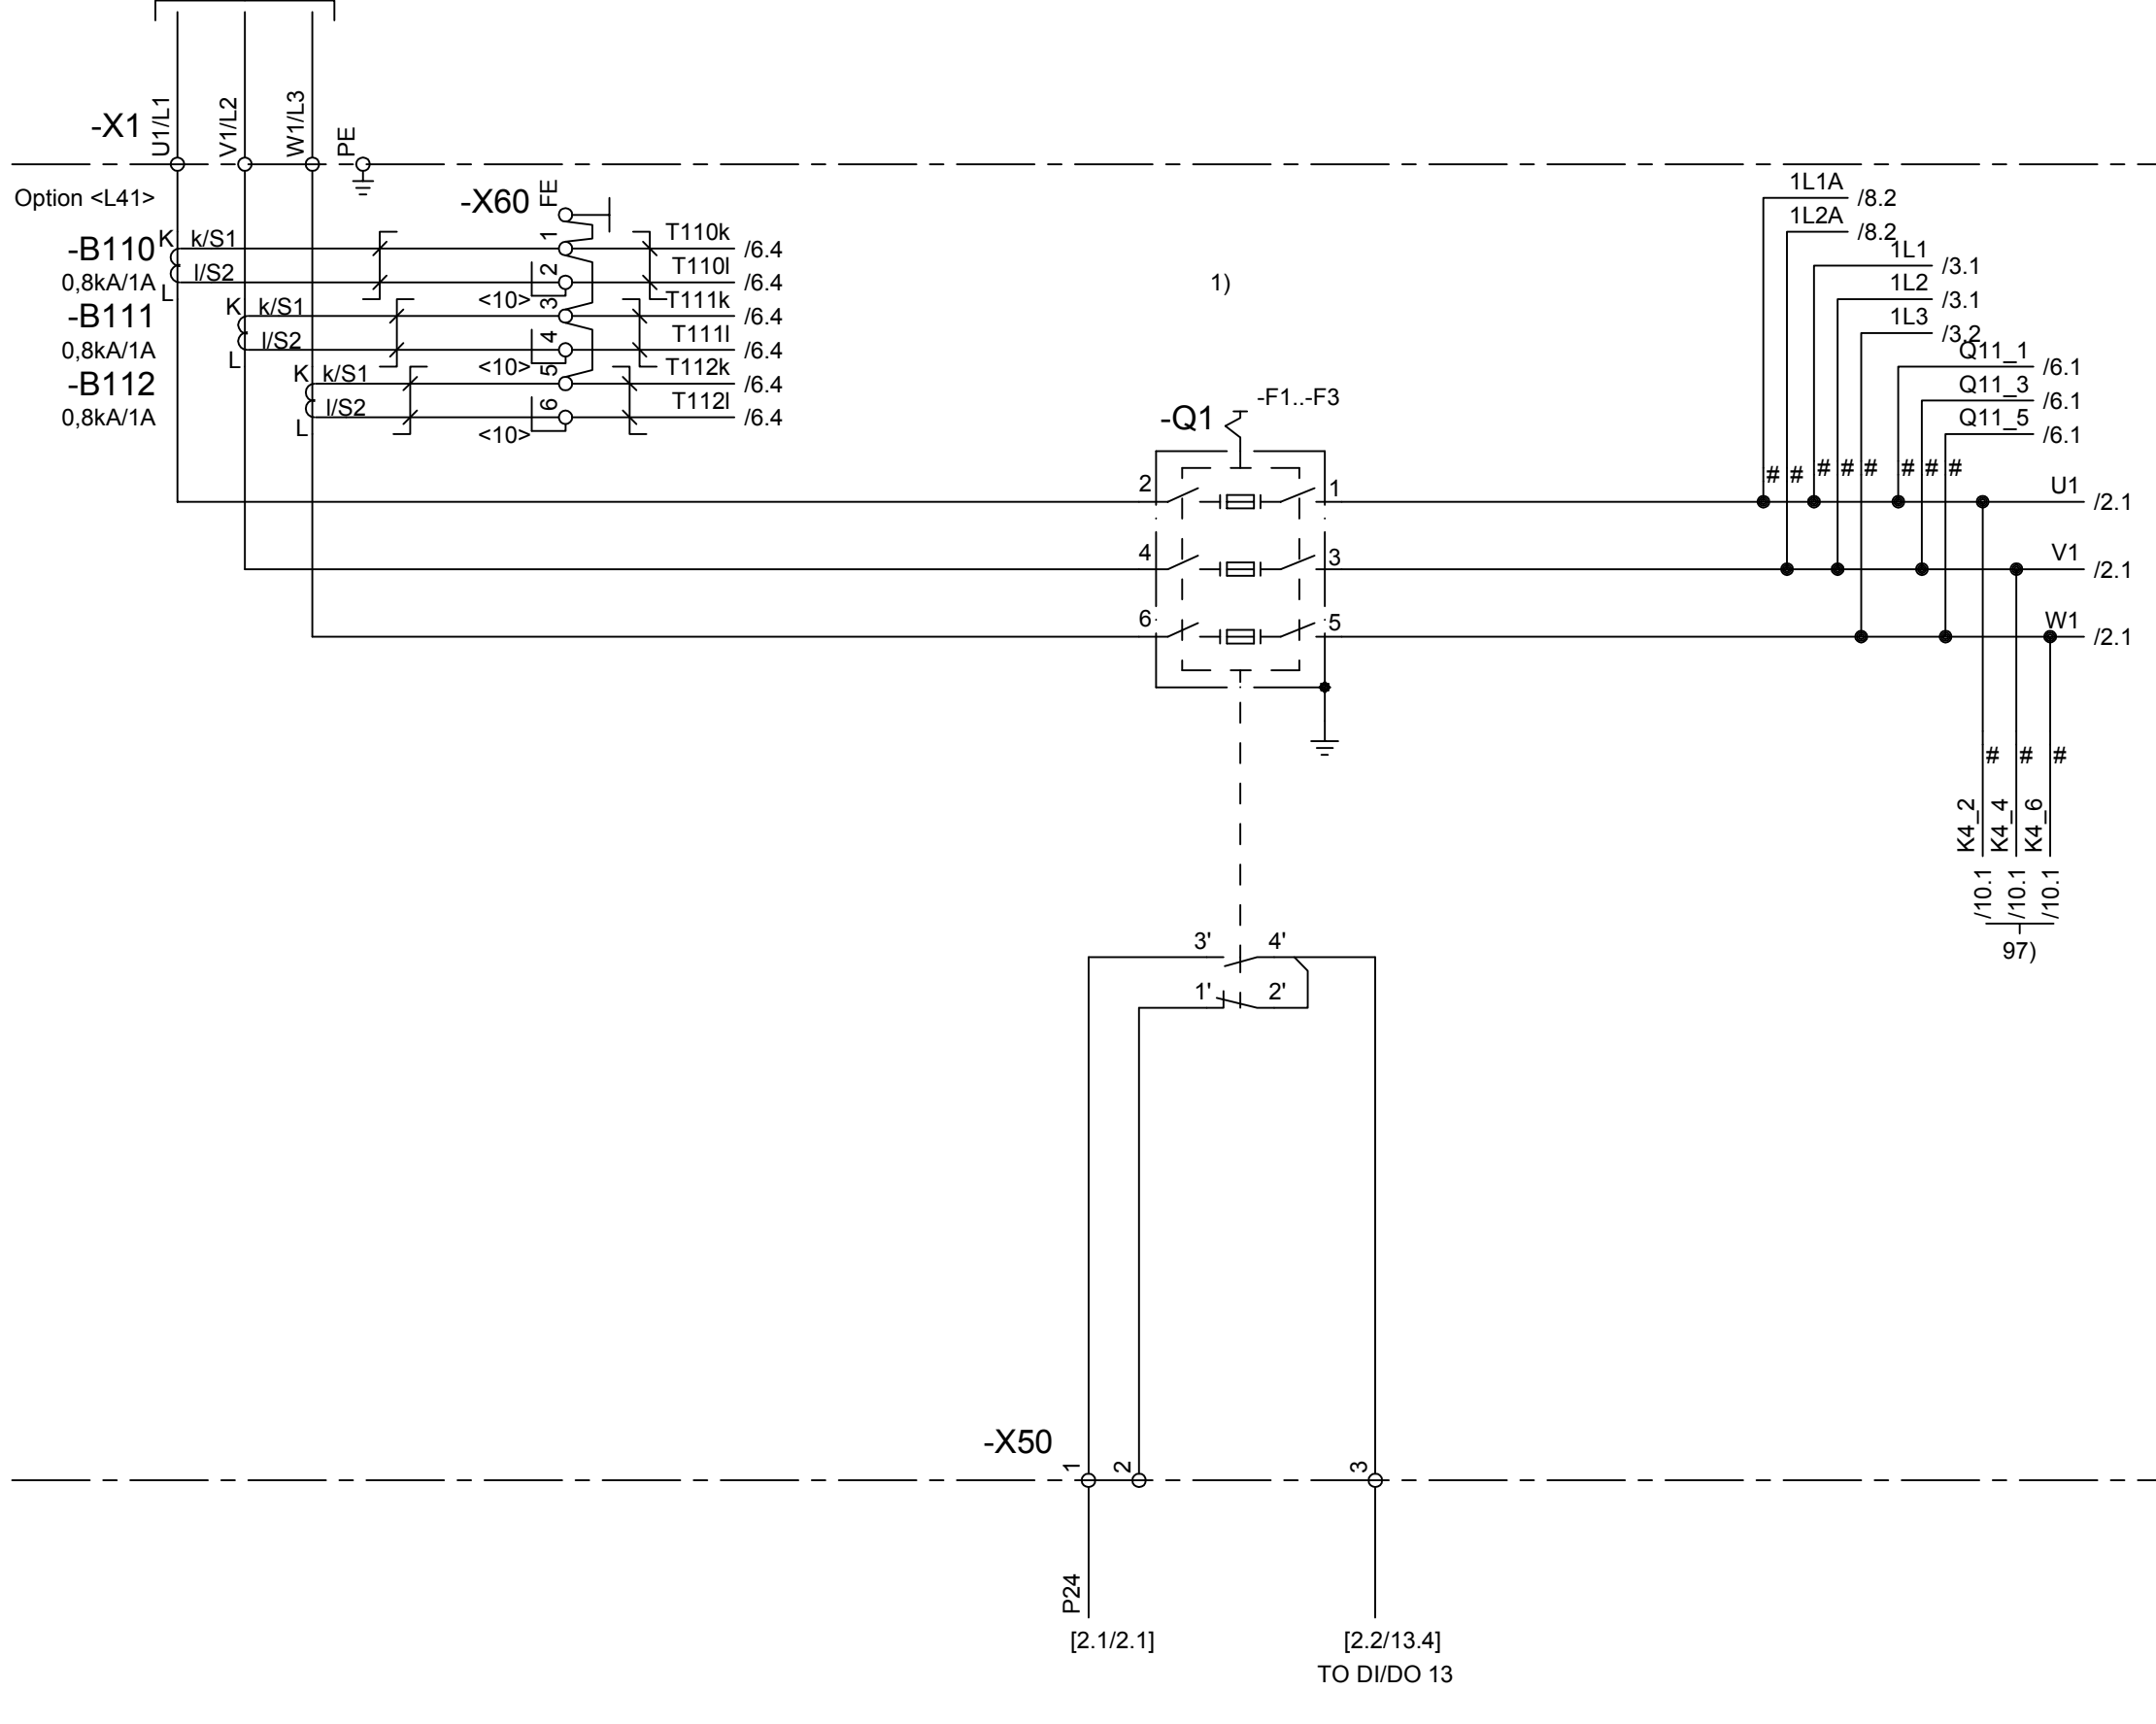 -X1
U1/L1
V1/L2
W1/L3
PE
Option <L41>
-X60
FE
-B110
0,8kA/1A
K
L
k/S1
l/S2
1
2
<10>
T110k
/6.4
T110l
/6.4
-B111
0,8kA/1A
K
L
k/S1
l/S2
3
4
<10>
T111k
/6.4
T111l
/6.4
-B112
0,8kA/1A
K
L
k/S1
l/S2
5
6
<10>
T112k
/6.4
T112l
/6.4
1)
1L1A
/8.2
1L2A
/8.2
1L1
/3.1
1L2
/3.1
1L3
/3.2
Q11_1
/6.1
Q11_3
/6.1
Q11_5
/6.1
# # # # # # # #
-Q1
-F1..-F3
2
1
4
3
6
5
U1
/2.1
V1
/2.1
W1
/2.1
# # #
K4_2
K4_4
K4_6
/10.1
/10.1
/10.1
97)
3'
4'
1'
2'
-X50
1
2
3
P24
[2.1/2.1]
[2.2/13.4]
TO DI/DO 13